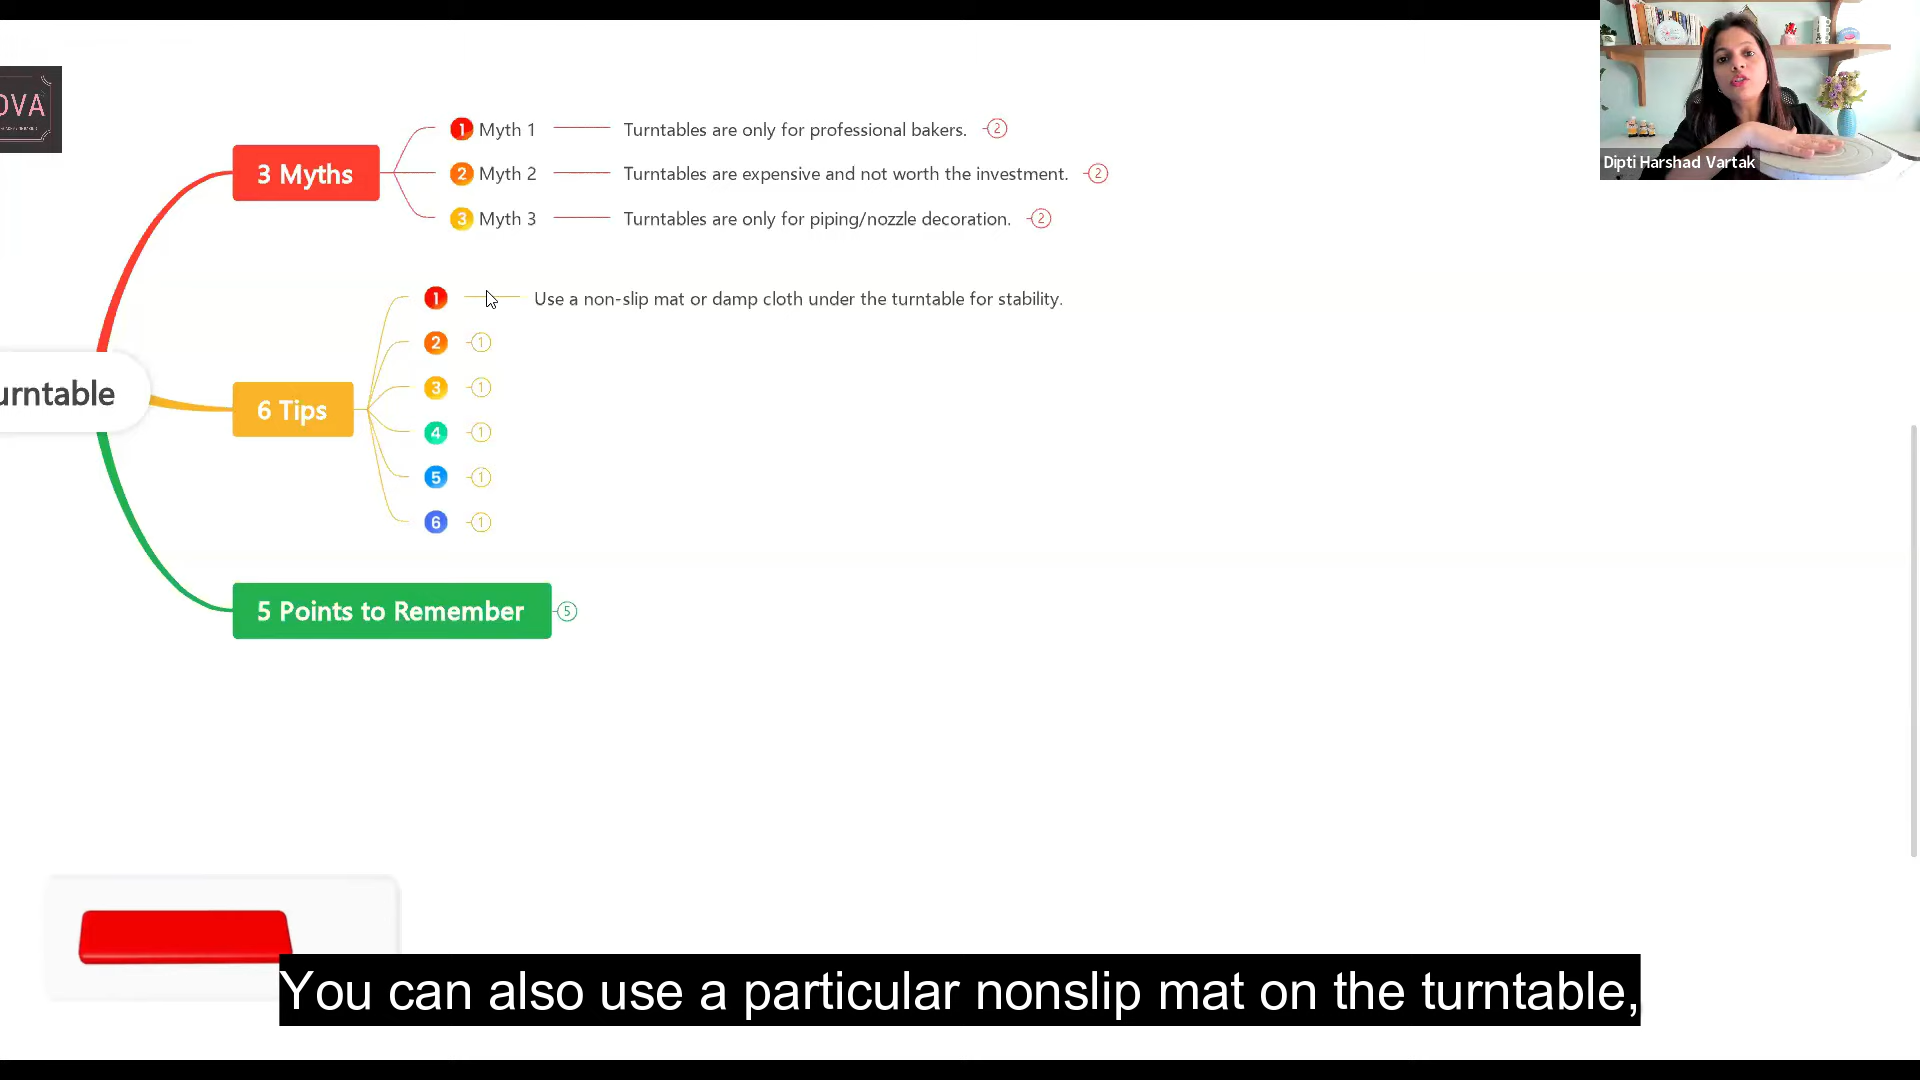 OVA
3 Myths
1 Myth 1 Turntables are only for professional bakers. 2
2 Myth 2 Turntables are expensive and not worth the investment. 2
3 Myth 3 Turntables are only for piping/nozzle decoration. 2
urntable
6 Tips
1 Use a non-slip mat or damp cloth under the turntable for stability.
2 1
3 1
4 1
5 1
6 1
5 Points to Remember 5
Dipti Harshad Vartak
You can also use a particular nonslip mat on the turntable,